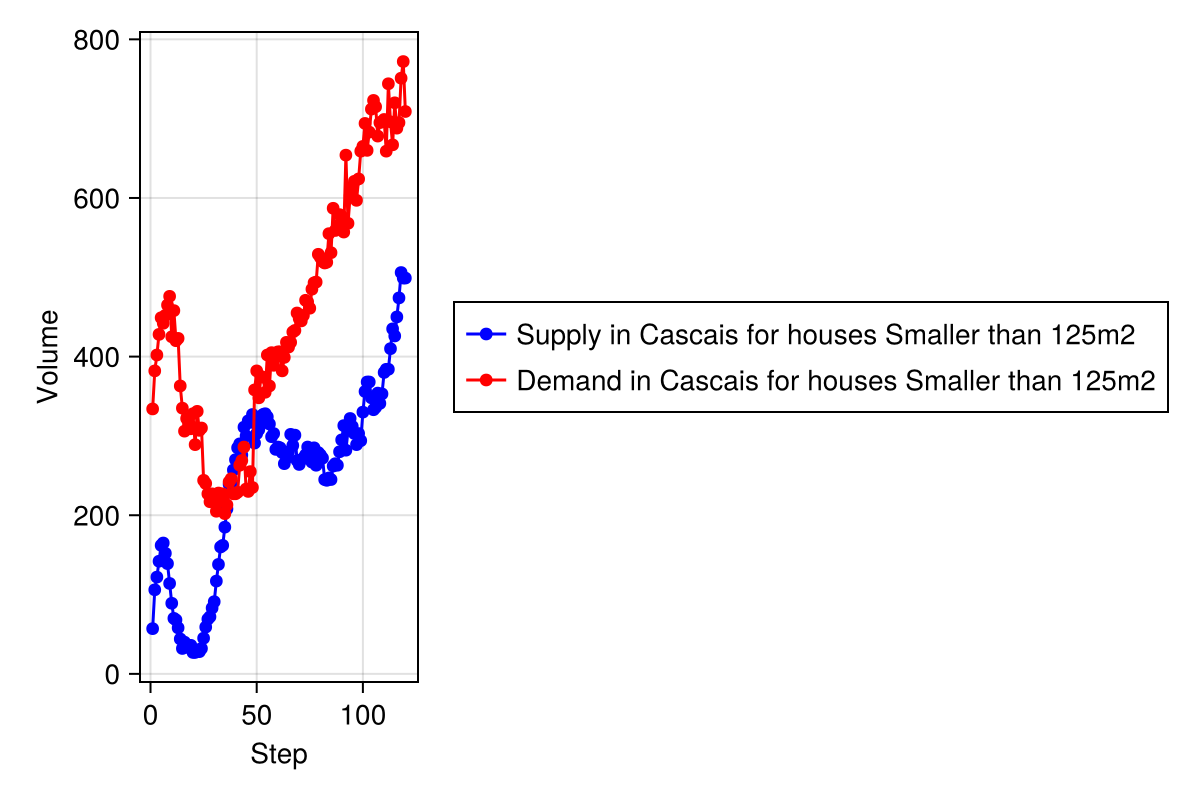 800
600
400
200
0
Volume
0 50 100
Step
Supply in Cascais for houses Smaller than 125m2
Demand in Cascais for houses Smaller than 125m2